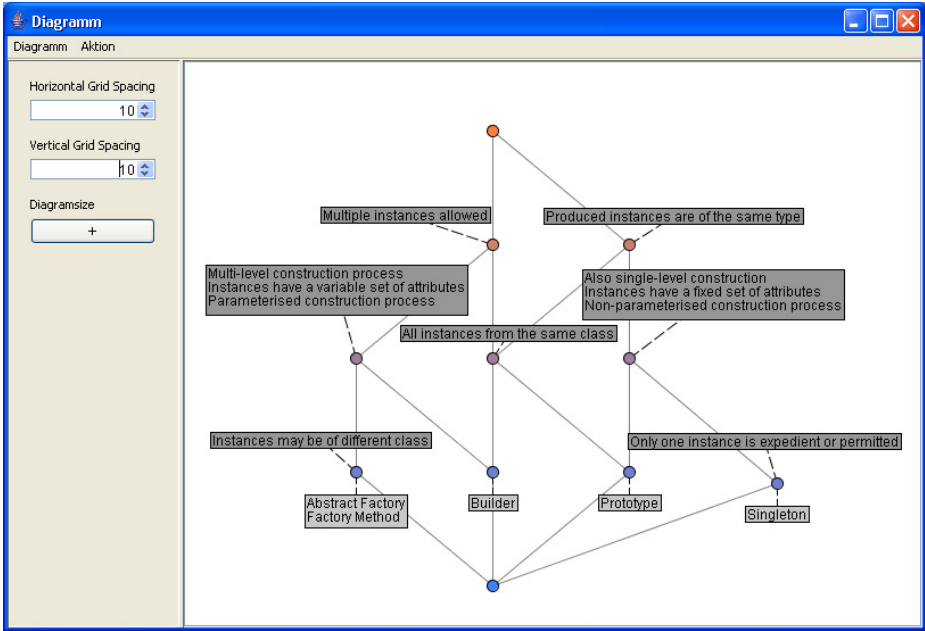 Diagramm
Diagramm Aktion
Horizontal Grid Spacing
10
Vertical Grid Spacing
10
Diagramsize
+
Multiple instances allowed
Produced instances are of the same type
Multi-level construction process
Instances have a variable set of attributes
Parameterised construction process
Also single-level construction
Instances have a fixed set of attributes
Non-parameterised construction process
All instances from the same class
Instances may be of different class
Only one instance is expedient or permitted
Abstract Factory
Factory Method
Builder
Prototype
Singleton